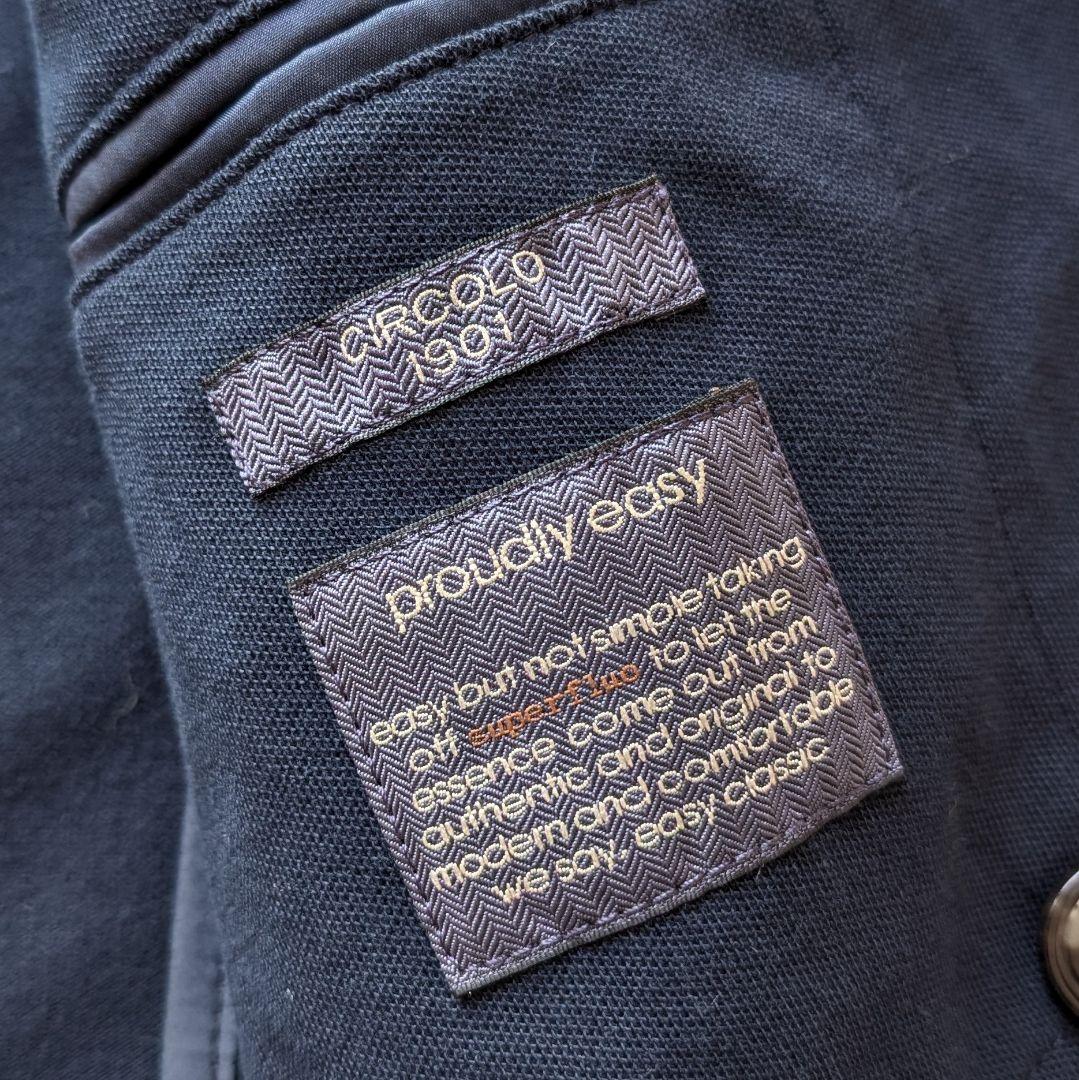 CIRCOLO
1901
proudly easy
easy but not simple taking
off superfluo to let the
essence come out from
authentic and original to
modern and comfortable
we say, easy classic